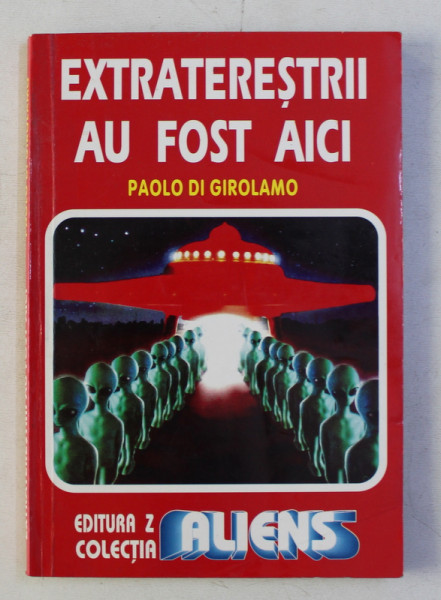 EXTRATEREȘTRII
AU FOST AICI
PAOLO DI GIROLAMO
EDITURA Z
COLECȚIA
ALIENS